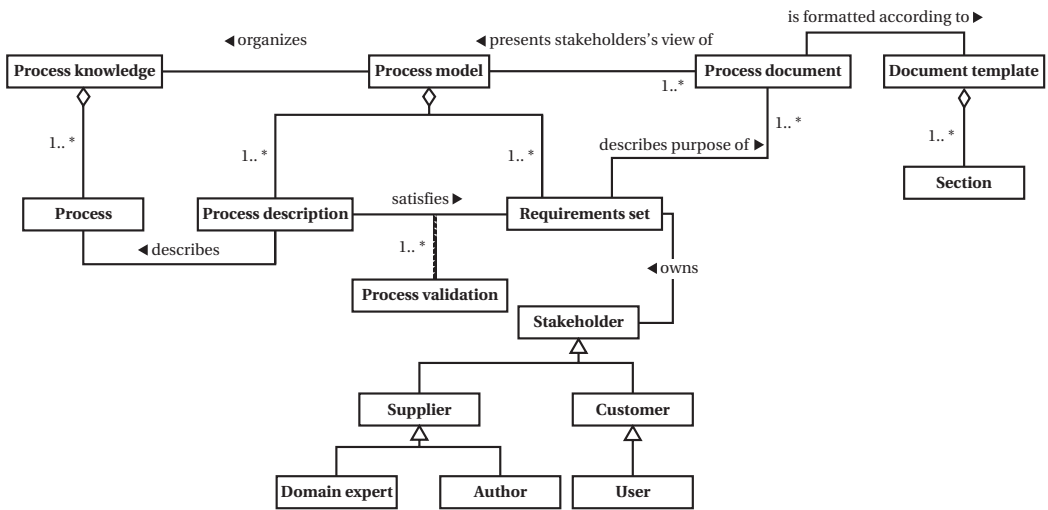 is formatted according to ▶
◀ organizes
◀ presents stakeholders's view of
Process knowledge
Process model
Process document
Document template
1..*
1.. *
1.. *
1.. *
1.. *
1.. *
describes purpose of ▶
Section
satisfies ▶
Process
Process description
Requirements set
◀ describes
1.. *
◀ owns
Process validation
Stakeholder
Supplier
Customer
Domain expert
Author
User